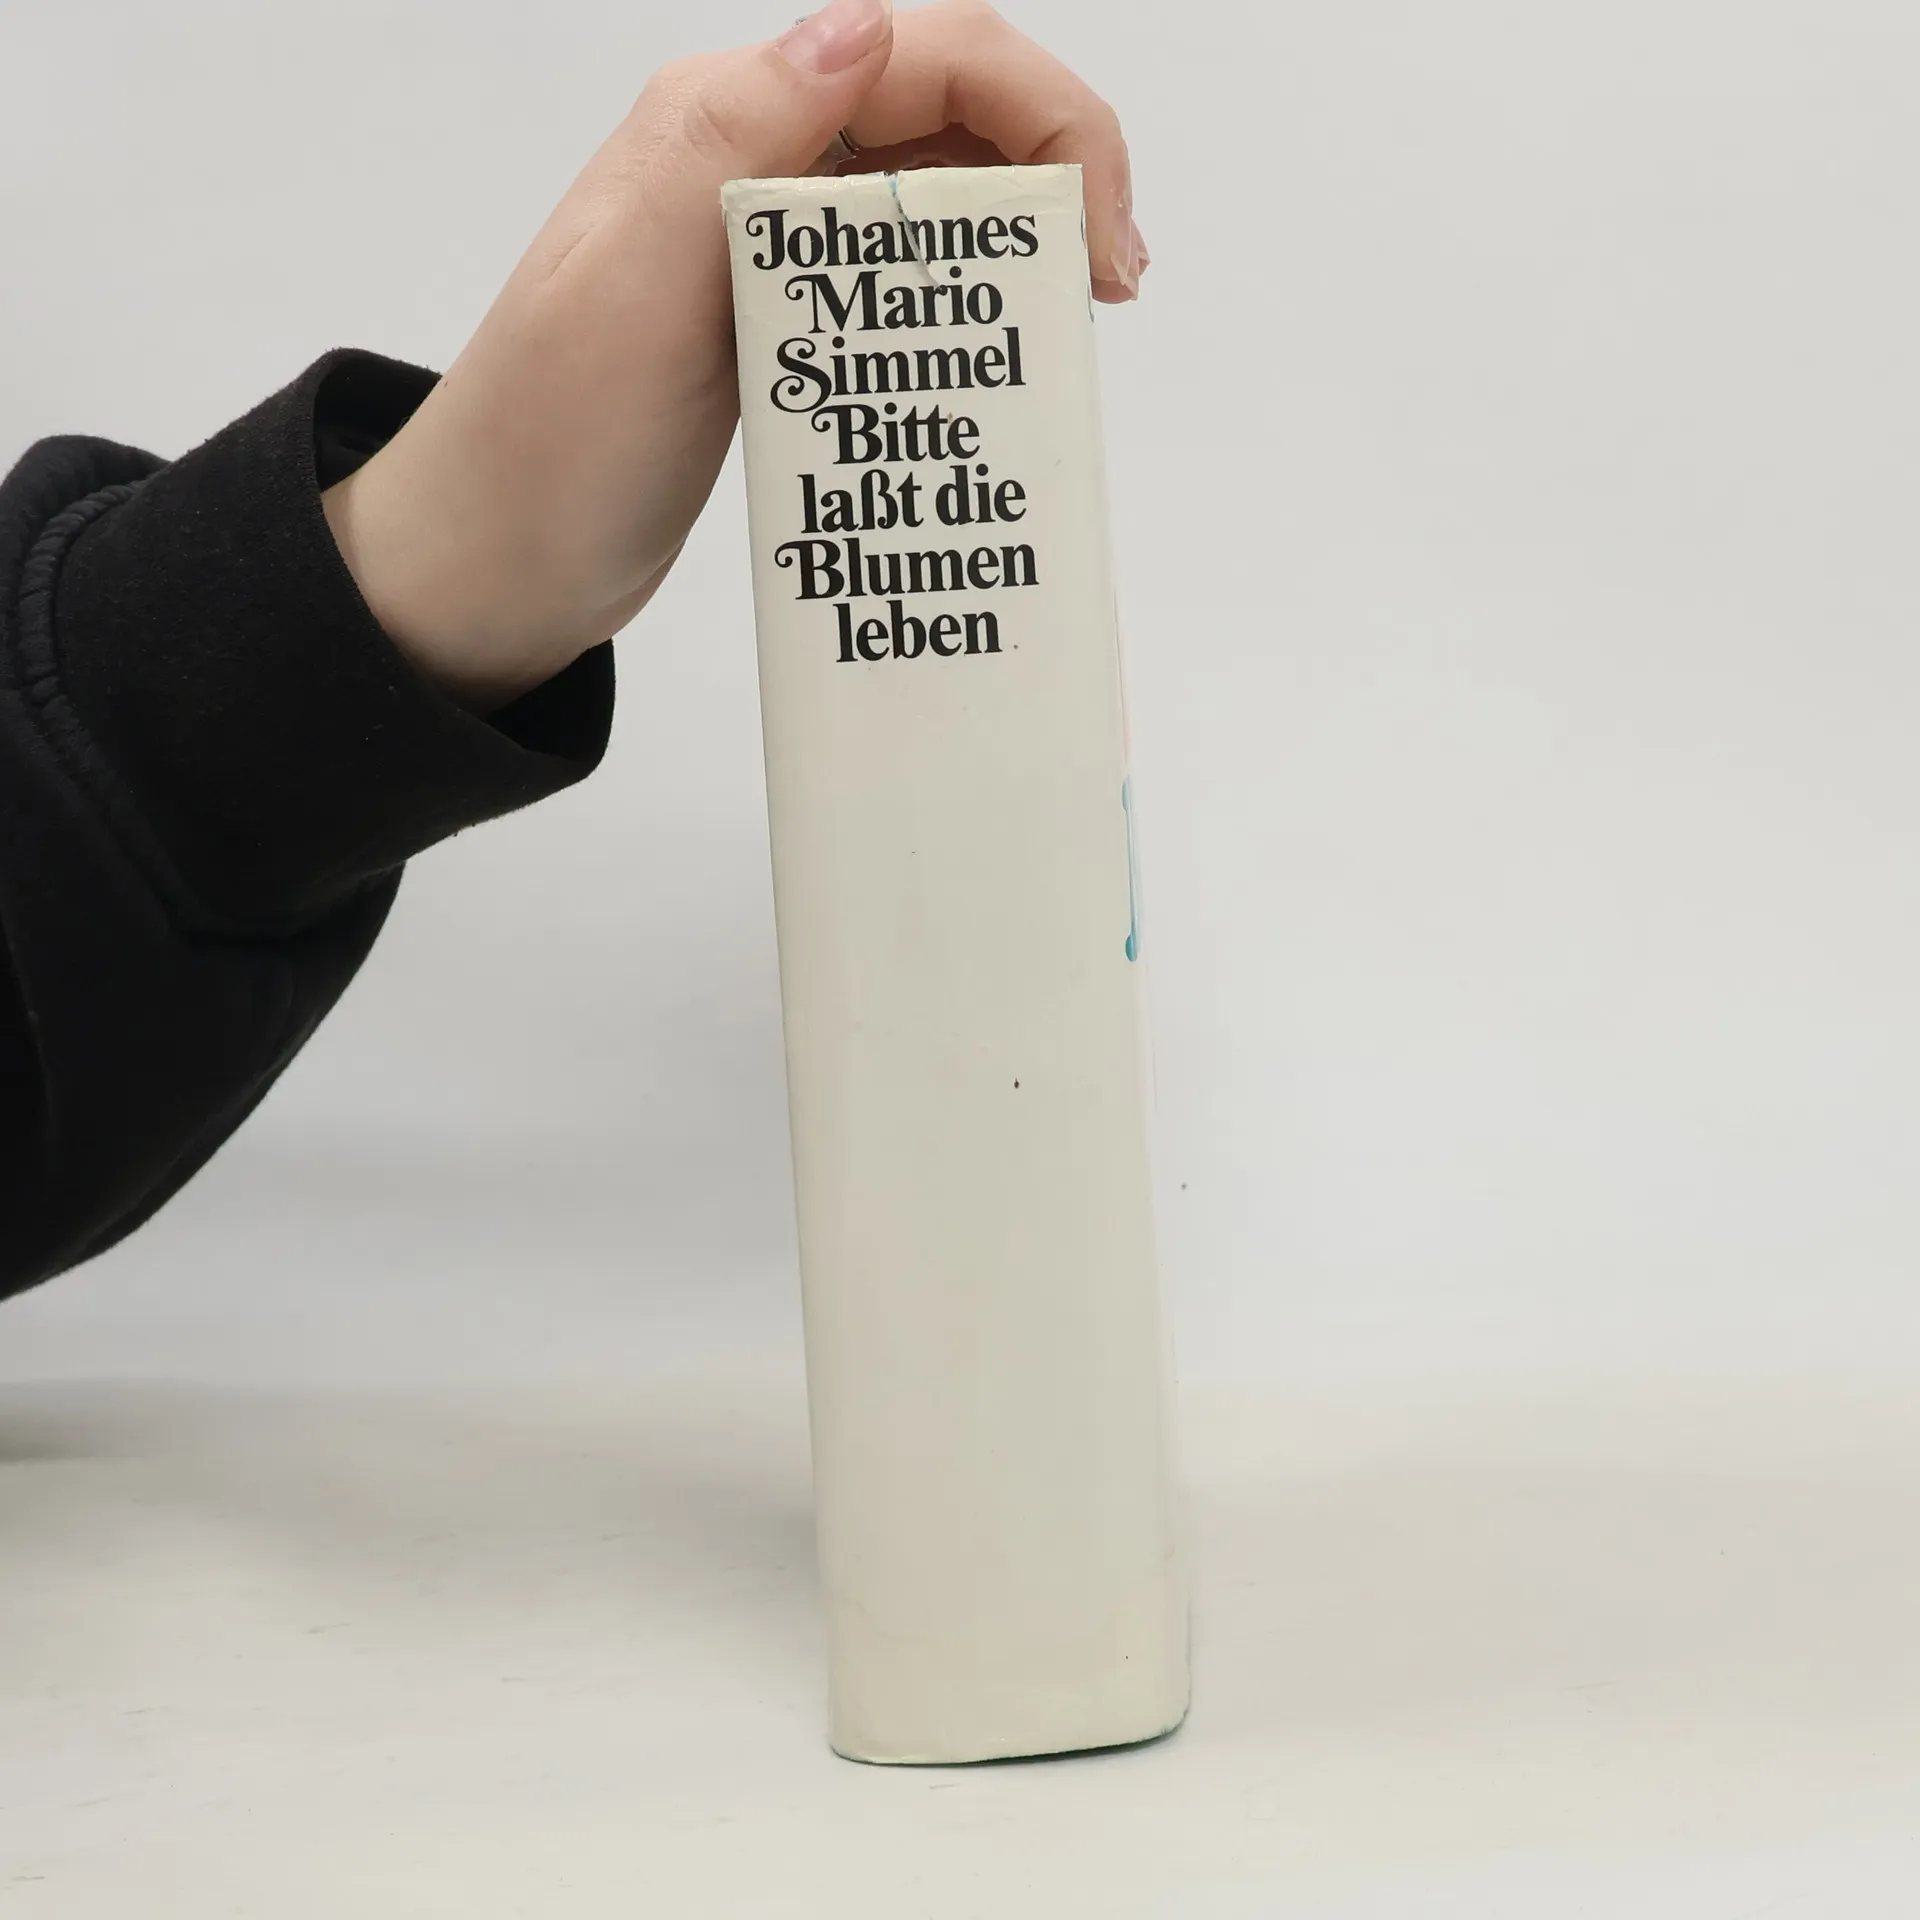 Johannes
Mario
Simmel
Bitte
laßt die
Blumen
leben